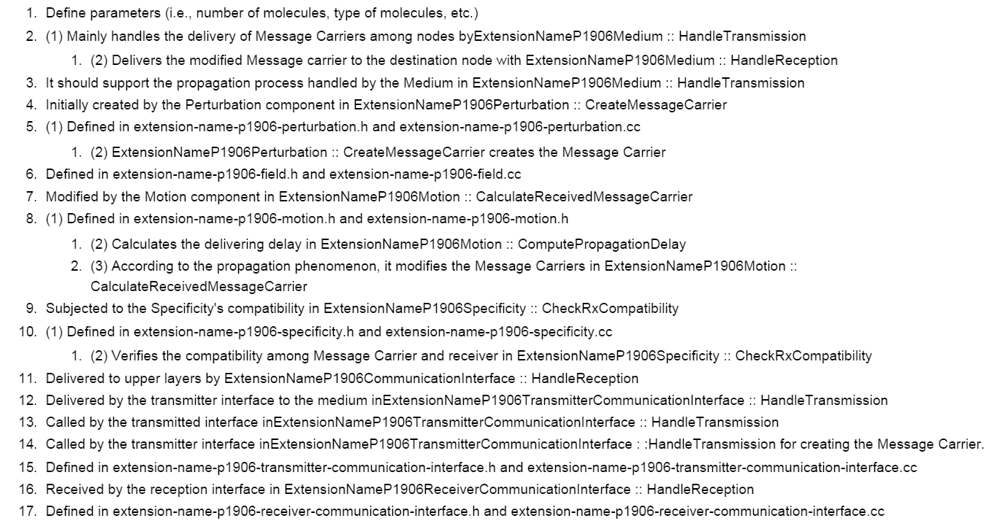 1. Define parameters (i.e., number of molecules, type of molecules, etc.)
2. (1) Mainly handles the delivery of Message Carriers among nodes byExtensionNameP1906Medium :: HandleTransmission
1. (2) Delivers the modified Message carrier to the destination node with ExtensionNameP1906Medium :: HandleReception
3. It should support the propagation process handled by the Medium in ExtensionNameP1906Medium :: HandleTransmission
4. Initially created by the Perturbation component in ExtensionNameP1906Perturbation :: CreateMessageCarrier
5. (1) Defined in extension-name-p1906-perturbation.h and extension-name-p1906-perturbation.cc
1. (2) ExtensionNameP1906Perturbation :: CreateMessageCarrier creates the Message Carrier
6. Defined in extension-name-p1906-field.h and extension-name-p1906-field.cc
7. Modified by the Motion component in ExtensionNameP1906Motion :: CalculateReceivedMessageCarrier
8. (1) Defined in extension-name-p1906-motion.h and extension-name-p1906-motion.h
1. (2) Calculates the delivering delay in ExtensionNameP1906Motion :: ComputePropagationDelay
2. (3) According to the propagation phenomenon, it modifies the Message Carriers in ExtensionNameP1906Motion ::
CalculateReceivedMessageCarrier
9. Subjected to the Specificity's compatibility in ExtensionNameP1906Specificity :: CheckRxCompatibility
10. (1) Defined in extension-name-p1906-specificity.h and extension-name-p1906-specificity.cc
1. (2) Verifies the compatibility among Message Carrier and receiver in ExtensionNameP1906Specificity :: CheckRxCompatibility
11. Delivered to upper layers by ExtensionNameP1906CommunicationInterface :: HandleReception
12. Delivered by the transmitter interface to the medium inExtensionNameP1906TransmitterCommunicationInterface :: HandleTransmission
13. Called by the transmitted interface inExtensionNameP1906TransmitterCommunicationInterface :: HandleTransmission
14. Called by the transmitter interface inExtensionNameP1906TransmitterCommunicationInterface : :HandleTransmission for creating the Message Carrier.
15. Defined in extension-name-p1906-transmitter-communication-interface.h and extension-name-p1906-transmitter-communication-interface.cc
16. Received by the reception interface in ExtensionNameP1906ReceiverCommunicationInterface :: HandleReception
17. Defined in extension-name-p1906-receiver-communication-interface.h and extension-name-p1906-receiver-communication-interface.cc